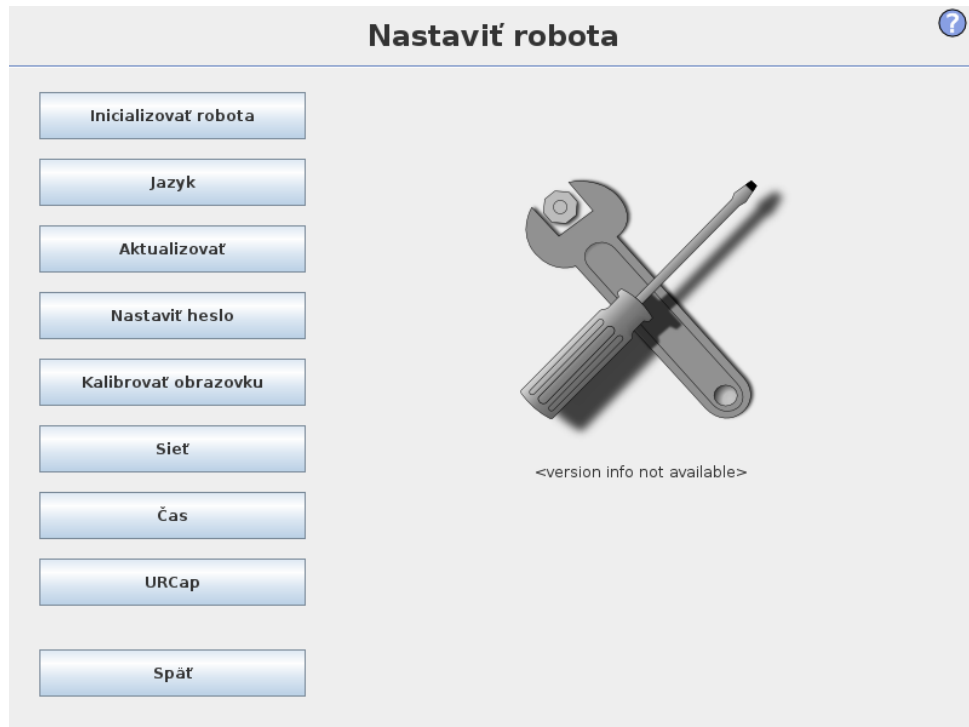 Nastaviť robota
?
Inicializovať robota
Jazyk
Aktualizovať
Nastaviť heslo
Kalibrovať obrazovku
Sieť
Čas
URCap
Späť
<version info not available>